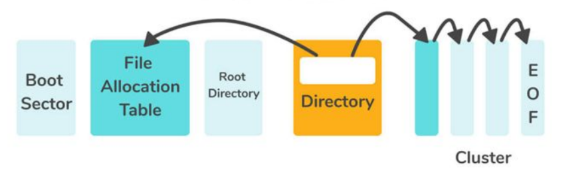 Boot
Sector
File
Allocation
Table
Root
Directory
Directory
E
O
F
Cluster